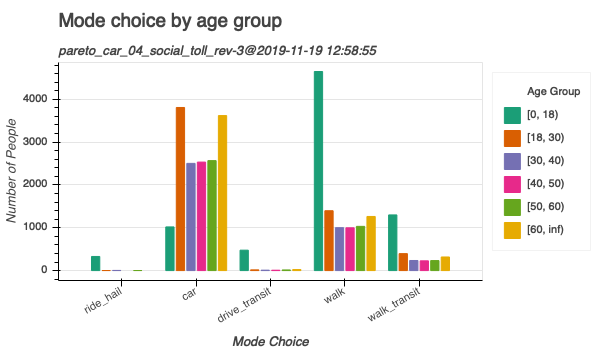 Mode choice by age group
pareto_car_04_social_toll_rev-3@2019-11-19 12:58:55
Number of People
4000
3000
2000
1000
0
ride_hail
car
drive_transit
walk
walk_transit
Mode Choice
Age Group
[0, 18)
[18, 30)
[30, 40)
[40, 50)
[50, 60)
[60, inf)